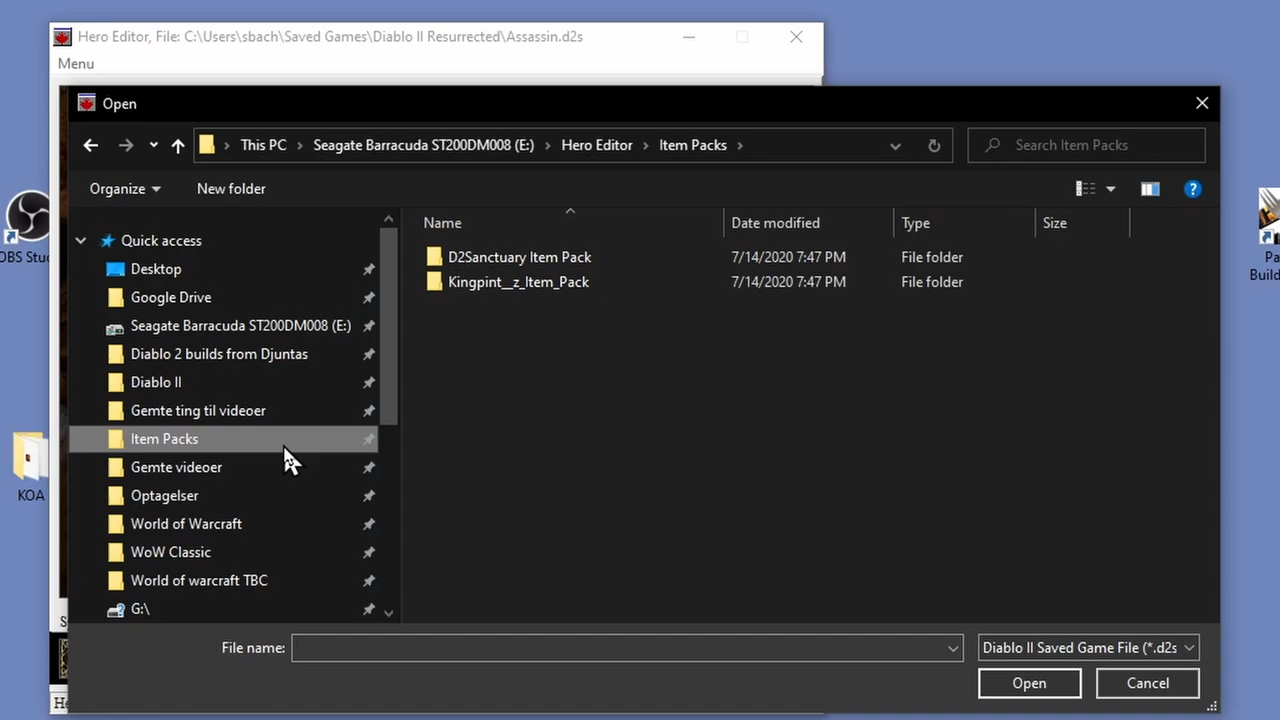 Hero Editor, File: C:\Users\sbach\Saved Games\Diablo II Resurrected\Assassin.d2s
Menu
Open
This PC > Seagate Barracuda ST200DM008 (E:) > Hero Editor > Item Packs >
Search Item Packs
Organize
New folder
Name
Date modified
Type
Size
Quick access
Desktop
Google Drive
Seagate Barracuda ST200DM008 (E:)
Diablo 2 builds from Djuntas
Diablo II
Gemte ting til videoer
Item Packs
Gemte videoer
Optagelser
World of Warcraft
WoW Classic
World of warcraft TBC
G:\
D2Sanctuary Item Pack 7/14/2020 7:47 PM File folder
Kingpint__z_Item_Pack 7/14/2020 7:47 PM File folder
File name:
Diablo II Saved Game File (*.d2s
Open
Cancel
OBS Stu
KOA
Pa
Build